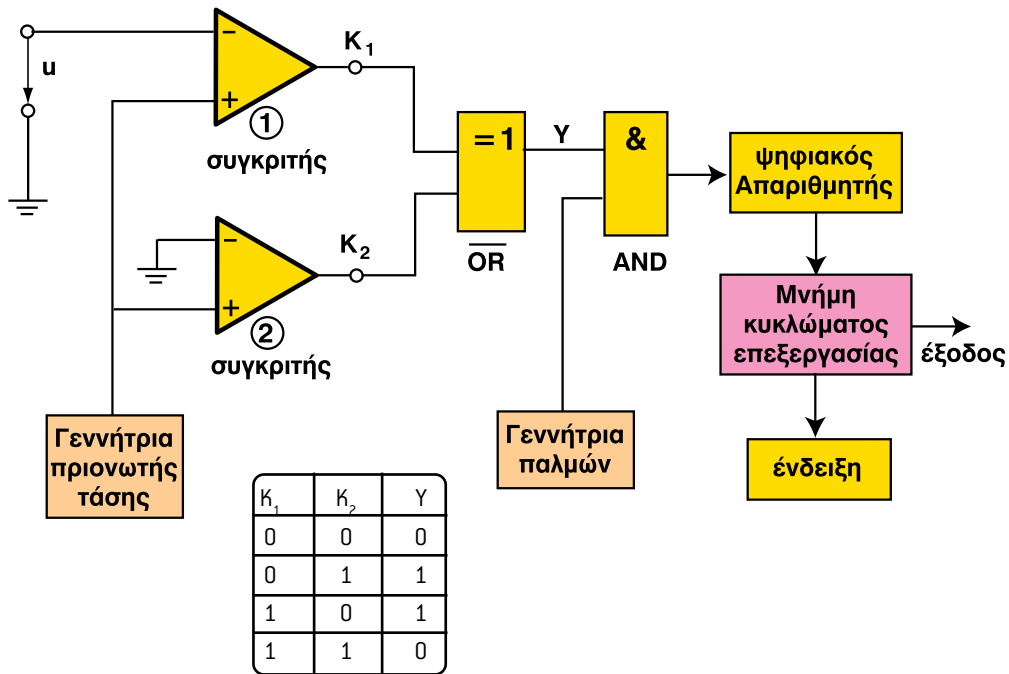 −
K1
u
+
1
συγκριτής
=1
Y
&
ψηφιακός
Απαριθμητής
−
K2
OR
AND
+
2
συγκριτής
Μνήμη
κυκλώματος
επεξεργασίας
έξοδος
Γεννήτρια
πριονωτής
τάσης
Γεννήτρια
παλμών
ένδειξη
K1 K2 Y
0 0 0
0 1 1
1 0 1
1 1 0